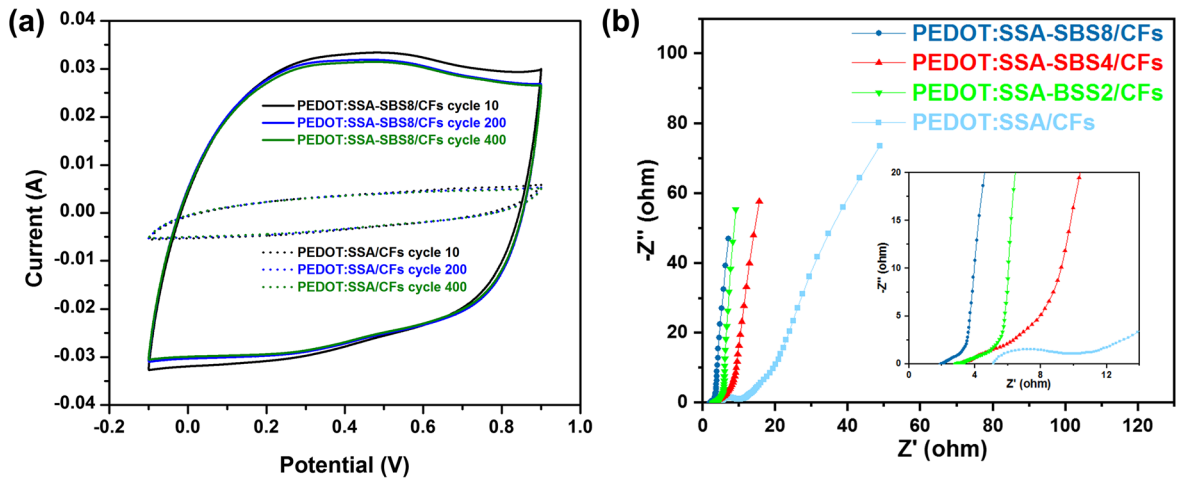 (a)
0.04
0.03
0.02
0.01
0.00
-0.01
-0.02
-0.03
-0.04
Current (A)
PEDOT:SSA-SBS8/CFs cycle 10
PEDOT:SSA-SBS8/CFs cycle 200
PEDOT:SSA-SBS8/CFs cycle 400
PEDOT:SSA/CFs cycle 10
PEDOT:SSA/CFs cycle 200
PEDOT:SSA/CFs cycle 400
-0.2
0.0
0.2
0.4
0.6
0.8
1.0
Potential (V)
(b)
PEDOT:SSA-SBS8/CFs
PEDOT:SSA-SBS4/CFs
PEDOT:SSA-BSS2/CFs
PEDOT:SSA/CFs
100
80
60
40
20
0
-Z'' (ohm)
0
20
40
60
80
100
120
Z' (ohm)
20
15
10
5
0
-Z'' (ohm)
0
4
8
12
Z' (ohm)